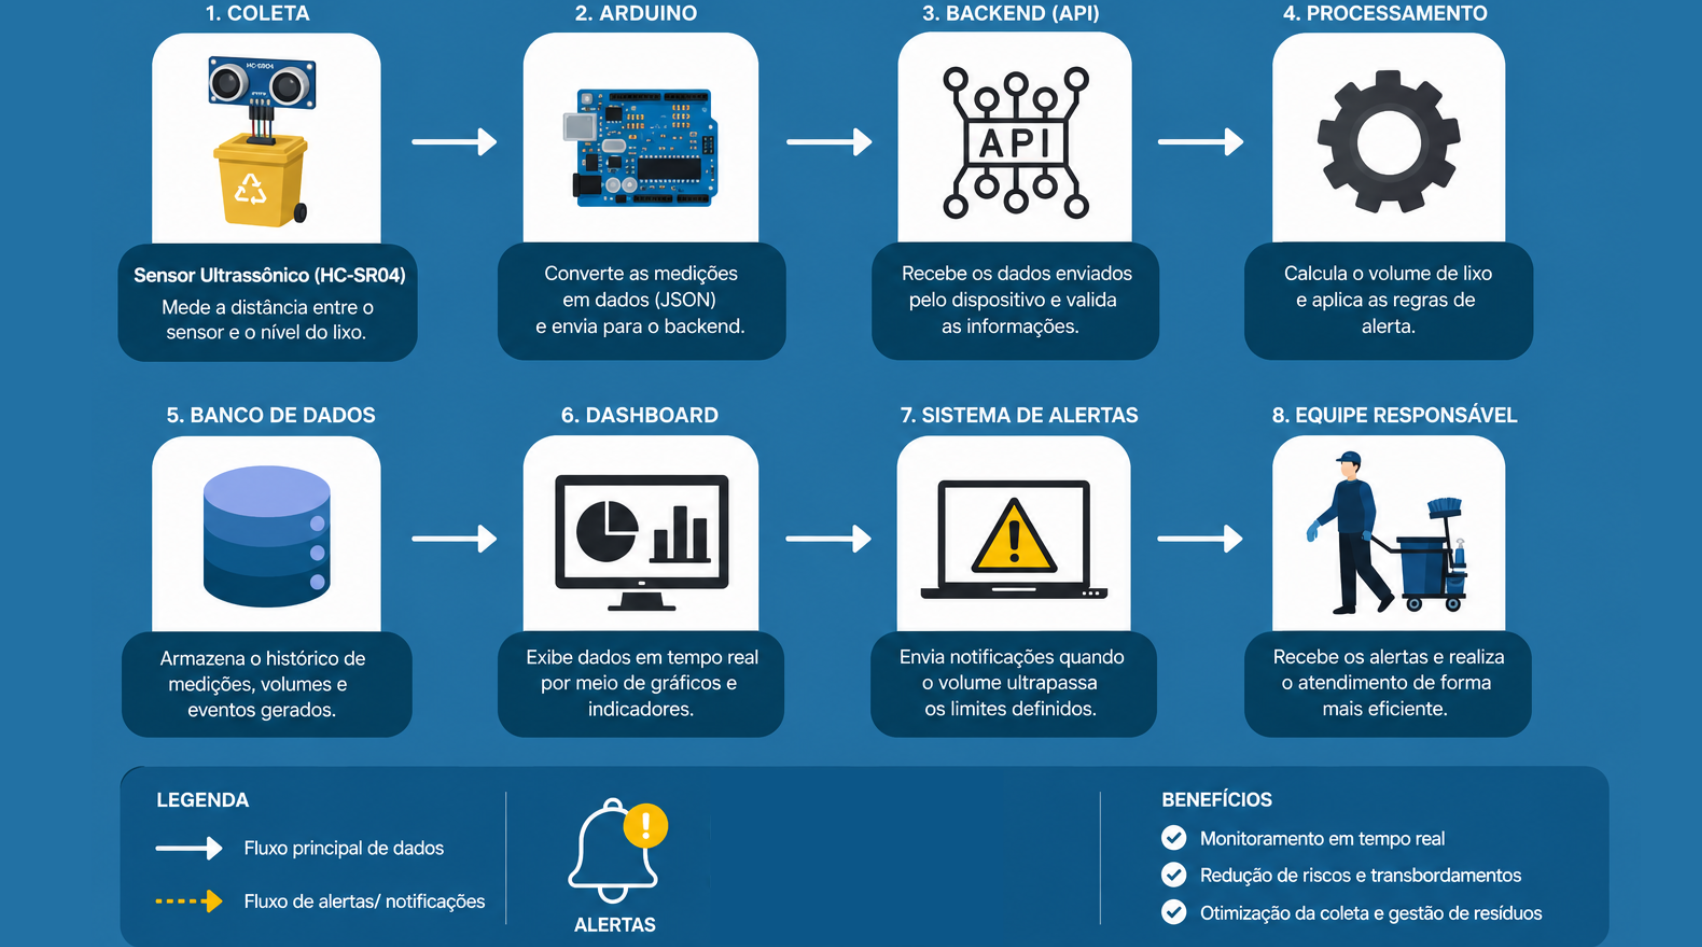 1. COLETA
2. ARDUINO
3. BACKEND (API)
4. PROCESSAMENTO
HC-SR04
API
Sensor Ultrassônico (HC-SR04)
Mede a distância entre o
sensor e o nível do lixo.
Converte as medições
em dados (JSON)
e envia para o backend.
Recebe os dados enviados
pelo dispositivo e valida
as informações.
Calcula o volume de lixo
e aplica as regras de
alerta.
5. BANCO DE DADOS
6. DASHBOARD
7. SISTEMA DE ALERTAS
8. EQUIPE RESPONSÁVEL
Armazena o histórico de
medições, volumes e
eventos gerados.
Exibe dados em tempo real
por meio de gráficos e
indicadores.
Envia notificações quando
o volume ultrapassa
os limites definidos.
Recebe os alertas e realiza
o atendimento de forma
mais eficiente.
LEGENDA
Fluxo principal de dados
Fluxo de alertas/ notificações
ALERTAS
BENEFÍCIOS
Monitoramento em tempo real
Redução de riscos e transbordamentos
Otimização da coleta e gestão de resíduos